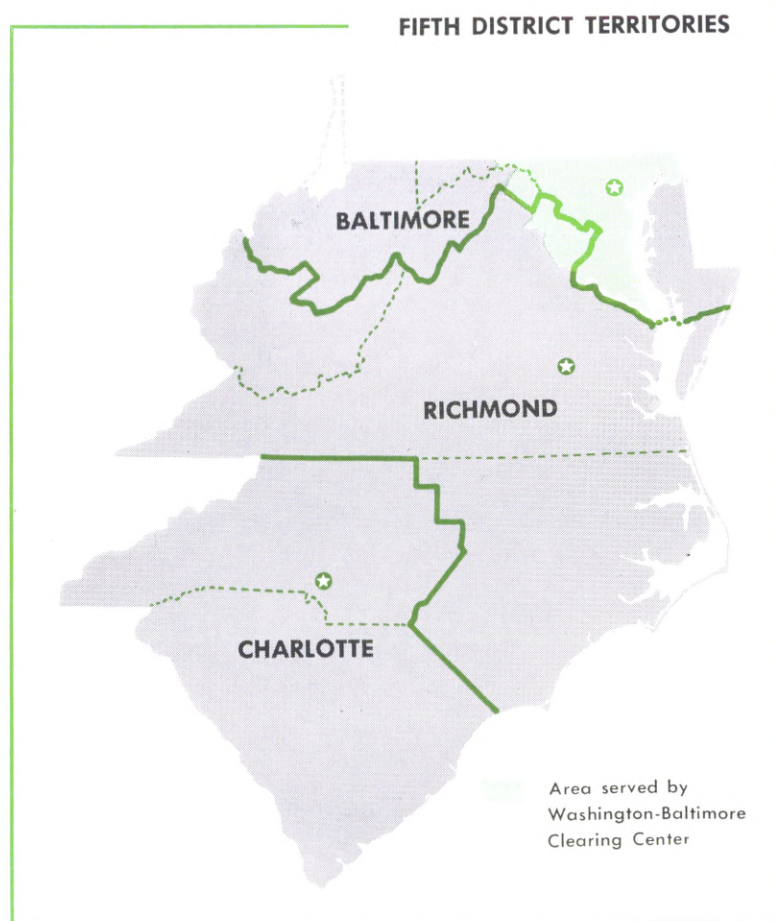 FIFTH DISTRICT TERRITORIES
BALTIMORE
RICHMOND
CHARLOTTE
Area served by
Washington-Baltimore
Clearing Center